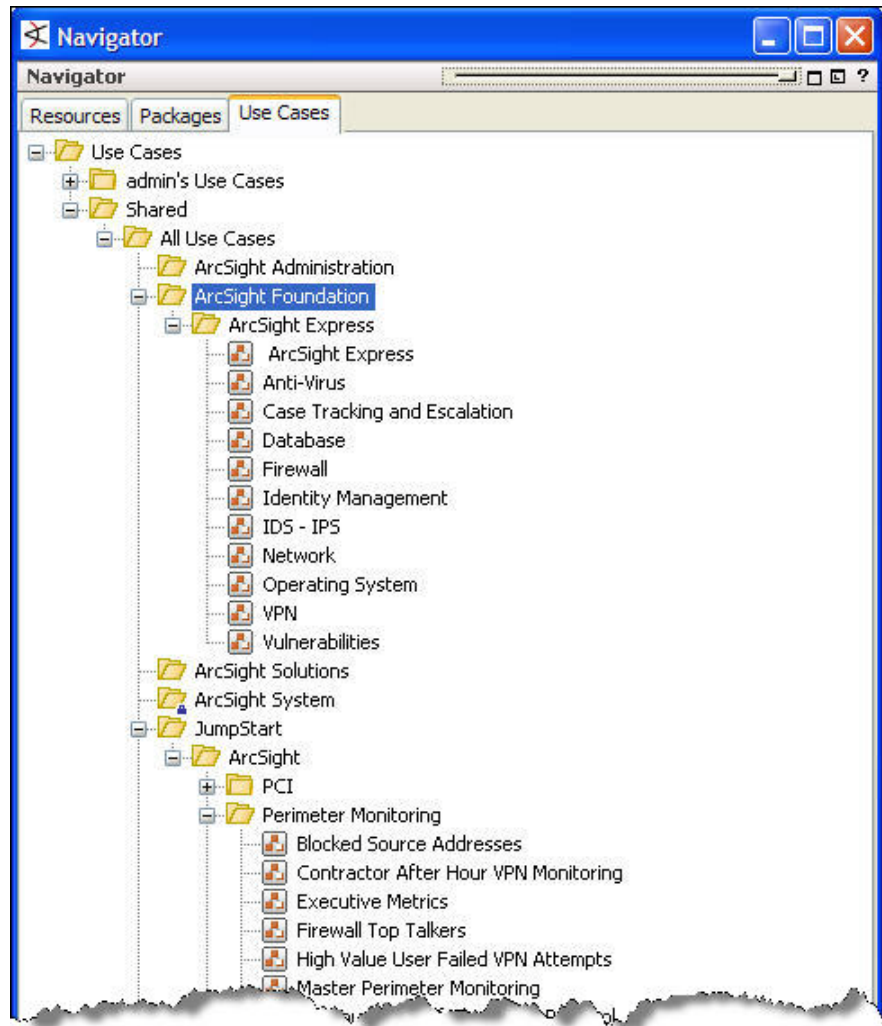 Navigator
Navigator ?
Resources Packages Use Cases
Use Cases
admin's Use Cases
Shared
All Use Cases
ArcSight Administration
ArcSight Foundation
ArcSight Express
ArcSight Express
Anti-Virus
Case Tracking and Escalation
Database
Firewall
Identity Management
IDS - IPS
Network
Operating System
VPN
Vulnerabilities
ArcSight Solutions
ArcSight System
JumpStart
ArcSight
PCI
Perimeter Monitoring
Blocked Source Addresses
Contractor After Hour VPN Monitoring
Executive Metrics
Firewall Top Talkers
High Value User Failed VPN Attempts
Master Perimeter Monitoring